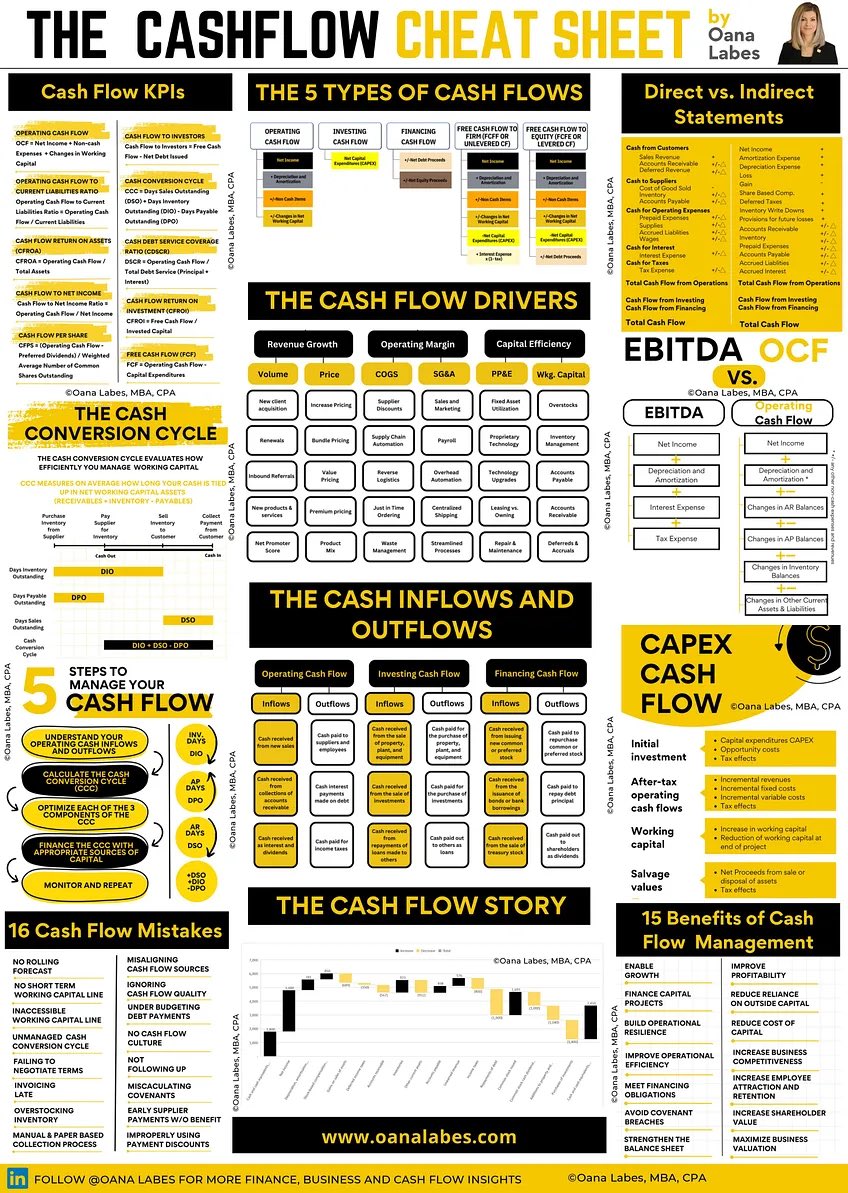 THE CASHFLOW CHEAT SHEET
by
Oana
Labes
Cash Flow KPIs
OPERATING CASH FLOW
OCF = Net Income + Non-cash
Expenses + Changes in Working
Capital
OPERATING CASH FLOW TO
CURRENT LIABILITIES RATIO
Operating Cash Flow to Current
Liabilities Ratio = Operating Cash
Flow / Current Liabilities
CASH FLOW RETURN ON ASSETS
(CFROA)
CFROA = Operating Cash Flow /
Total Assets
CASH FLOW TO NET INCOME
Cash Flow to Net Income Ratio =
Operating Cash Flow / Net Income
CASH FLOW PER SHARE
CFPS = (Operating Cash Flow -
Preferred Dividends) / Weighted
Average Number of Common
Shares Outstanding
CASH FLOW TO INVESTORS
Cash Flow to Investors = Free Cash
Flow - Net Debt Issued
CASH CONVERSION CYCLE
CCC = Days Sales Outstanding
(DSO) + Days Inventory
Outstanding (DIO) - Days Payable
Outstanding (DPO)
CASH DEBT SERVICE COVERAGE
RATIO (CDSCR)
DSCR = Operating Cash Flow /
Total Debt Service (Principal +
Interest)
CASH FLOW RETURN ON
INVESTMENT (CFROI)
CFROI = Free Cash Flow /
Invested Capital
FREE CASH FLOW (FCF)
FCF = Operating Cash Flow -
Capital Expenditures
©Oana Labes, MBA, CPA
©Oana Labes, MBA, CPA
THE CASH
CONVERSION CYCLE
THE CASH CONVERSION CYCLE EVALUATES HOW
EFFICIENTLY YOU MANAGE WORKING CAPITAL
CCC MEASURES ON AVERAGE HOW LONG YOUR CASH IS TIED
UP IN NET WORKING CAPITAL ASSETS
(RECEIVABLES + INVENTORY - PAYABLES)
Purchase
Inventory
from
Supplier
Pay
Supplier
for
Inventory
Sell
Inventory
to
Customer
Collect
Payment
from
Customer
Cash Out
Cash In
Days Inventory
Outstanding
DIO
Days Payable
Outstanding
DPO
Days Sales
Outstanding
DSO
Cash
Conversion
Cycle
DIO + DSO - DPO
©Oana Labes, MBA, CPA
©Oana Labes, MBA, CPA
5 STEPS TO
MANAGE YOUR
CASH FLOW
UNDERSTAND YOUR
OPERATING CASH INFLOWS
AND OUTFLOWS
CALCULATE THE CASH
CONVERSION CYCLE
(CCC)
OPTIMIZE EACH OF THE 3
COMPONENTS OF THE
CCC
FINANCE THE CCC WITH
APPROPRIATE SOURCES OF
CAPITAL
MONITOR AND REPEAT
INV.
DAYS
DIO
AP
DAYS
DPO
AR
DAYS
DSO
+DSO
+DIO
-DPO
16 Cash Flow Mistakes
NO ROLLING
FORECAST
NO SHORT TERM
WORKING CAPITAL LINE
INACCESSIBLE
WORKING CAPITAL LINE
UNMANAGED CASH
CONVERSION CYCLE
FAILING TO
NEGOTIATE TERMS
INVOICING
LATE
OVERSTOCKING
INVENTORY
MANUAL & PAPER BASED
COLLECTION PROCESS
MISALIGNING
CASH FLOW SOURCES
IGNORING
CASH FLOW QUALITY
UNDER BUDGETING
DEBT PAYMENTS
NO CASH FLOW
CULTURE
NOT
FOLLOWING UP
MISCACULATING
COVENANTS
EARLY SUPPLIER
PAYMENTS W/O BENEFIT
IMPROPERLY USING
PAYMENT DISCOUNTS
THE 5 TYPES OF CASH FLOWS
OPERATING
CASH FLOW
Net Income
+ Depreciation and
Amortization
+/-Non Cash Items
+/-Changes in Net
Working Capital
INVESTING
CASH FLOW
Net Capital
Expenditures (CAPEX)
FINANCING
CASH FLOW
+/-Net Debt Proceeds
+/-Net Equity Proceeds
FREE CASH FLOW TO
FIRM (FCFF OR
UNLEVERED CF)
Net Income
+ Depreciation and
Amortization
+/-Non Cash Items
+/-Changes in Net
Working Capital
-Net Capital
Expenditures (CAPEX)
+ Interest Expense
x (1- tax)
FREE CASH FLOW TO
EQUITY (FCFE OR
LEVERED CF)
Net Income
+ Depreciation and
Amortization
+/-Non Cash Items
+/-Changes in Net
Working Capital
-Net Capital
Expenditures (CAPEX)
+/-Net Debt Proceeds
©Oana Labes, MBA, CPA
THE CASH FLOW DRIVERS
Revenue Growth
Operating Margin
Capital Efficiency
Volume
Price
COGS
SG&A
PP&E
Wkg. Capital
New client
acquisition
Increase Pricing
Supplier
Discounts
Sales and
Marketing
Fixed Asset
Utilization
Overstocks
Renewals
Bundle Pricing
Supply Chain
Automation
Payroll
Proprietary
Technology
Inventory
Management
Inbound Referrals
Value
Pricing
Reverse
Logistics
Overhead
Automation
Technology
Upgrades
Accounts
Payable
New products &
services
Premium pricing
Just in Time
Ordering
Centralized
Shipping
Leasing vs.
Owning
Accounts
Receivable
Net Promoter
Score
Product
Mix
Waste
Management
Streamlined
Processes
Repair &
Maintenance
Deferreds &
Accruals
©Oana Labes, MBA, CPA
THE CASH INFLOWS AND
OUTFLOWS
Operating Cash Flow
Investing Cash Flow
Financing Cash Flow
Inflows
Outflows
Inflows
Outflows
Inflows
Outflows
Cash received
from new sales
Cash paid to
suppliers and
employees
Cash received
from the sale
of property,
plant, and
equipment
Cash paid for
the purchase of
property,
plant, and
equipment
Cash received
from issuing
new common
or preferred
stock
Cash paid to
repurchase
common or
preferred stock
Cash received
from
collections of
accounts
receivable
Cash interest
payments
made on debt
Cash received
from the sale of
investments
Cash paid for
the purchase of
investments
Cash received
from the
issuance of
bonds or bank
borrowings
Cash paid to
repay debt
principal
Cash received
as interest and
dividends
Cash paid for
income taxes
Cash received
from
repayments of
loans made to
others
Cash paid out
to others as
loans
Cash received
from the sale of
treasury stock
Cash paid out
to
shareholders
as dividends
©Oana Labes, MBA, CPA
THE CASH FLOW STORY
©Oana Labes, MBA, CPA
©Oana Labes, MBA, CPA
7,000
6,000
5,000
4,000
3,000
2,000
1,000
www.oanalabes.com
Direct vs. Indirect
Statements
Cash from Customers
Sales Revenue +
Accounts Receivable +/-△
Deferred Revenue +/-△
Cash to Suppliers
Cost of Good Sold -
Inventory +/-△
Accounts Payable +/-△
Cash for Operating Expenses
Prepaid Expenses +/-△
Supplies
Accrued Liablities +/-△
Wages
Cash for Interest
Interest Expense +/-△
Cash for Taxes
Tax Expense +/-△
Total Cash Flow from Operations
Cash Flow from Investing
Cash Flow from Financing
Total Cash Flow
Net Income
Amortization Expense +
Depreciation Expense +
Loss +
Gain -
Share Based Comp. +
Deferred Taxes +
Inventory Write Downs +
Provisions for future losses +
Accounts Receivable +/-△
Inventory +/-△
Prepaid Expenses +/-△
Accounts Payable +/-△
Accrued Liablities +/-△
Accrued Interest +/-△
Total Cash Flow from Operations
Cash Flow from Investing
Cash Flow from Financing
Total Cash Flow
©Oana Labes, MBA, CPA
EBITDA OCF
VS.
©Oana Labes, MBA, CPA
EBITDA
Net Income
Depreciation and
Amortization
Interest Expense
Tax Expense
Operating
Cash Flow
Net Income
Depreciation and
Amortization *
Changes in AR Balances
Changes in AP Balances
Changes in Inventory
Balances
Changes in Other Current
Assets & Liabilities
*+/- any other non-cash expenses and revenues
©Oana Labes, MBA, CPA
CAPEX
CASH
FLOW
$
©Oana Labes, MBA, CPA
©Oana Labes, MBA, CPA
Initial
investment
• Capital expenditures CAPEX
• Opportunity costs
• Tax effects
After-tax
operating
cash flows
• Incremental revenues
• Incremental fixed costs
• Incremental variable costs
• Tax effects
Working
capital
• Increase in working capital
• Reduction of working capital at
end of project
Salvage
values
• Net Proceeds from sale or
disposal of assets
• Tax effects
15 Benefits of Cash
Flow Management
ENABLE
GROWTH
FINANCE CAPITAL
PROJECTS
BUILD OPERATIONAL
RESILIENCE
IMPROVE OPERATIONAL
EFFICIENCY
MEET FINANCING
OBLIGATIONS
AVOID COVENANT
BREACHES
STRENGTHEN THE
BALANCE SHEET
IMPROVE
PROFITABILITY
REDUCE RELIANCE
ON OUTSIDE CAPITAL
REDUCE COST OF
CAPITAL
INCREASE BUSINESS
COMPETITIVENESS
INCREASE EMPLOYEE
ATTRACTION AND
RETENTION
INCREASE SHAREHOLDER
VALUE
MAXIMIZE BUSINESS
VALUATION
©Oana Labes, MBA, CPA
in FOLLOW @OANA LABES FOR MORE FINANCE, BUSINESS AND CASH FLOW INSIGHTS
©Oana Labes, MBA, CPA